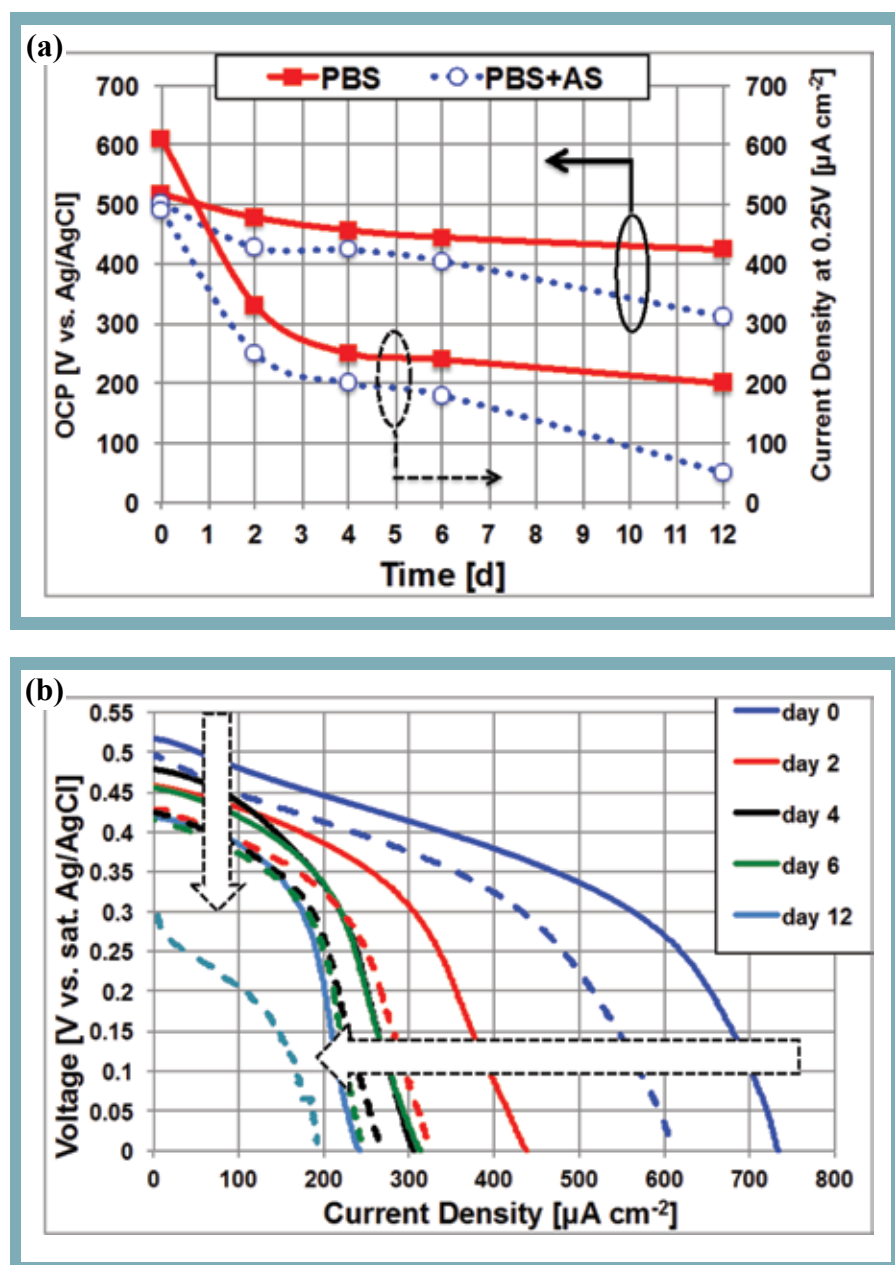 (a)
PBS PBS+AS
OCP [V vs. Ag/AgCl]
700
600
500
400
300
200
100
0
700
600
500
400
300
200
100
0
Current Density at 0.25V [µA cm-2]
0 1 2 3 4 5 6 7 8 9 10 11 12
Time [d]
(b)
Voltage [V vs. sat. Ag/AgCl]
0.55
0.5
0.45
0.4
0.35
0.3
0.25
0.2
0.15
0.1
0.05
0
day 0
day 2
day 4
day 6
day 12
0 100 200 300 400 500 600 700 800
Current Density [µA cm-2]